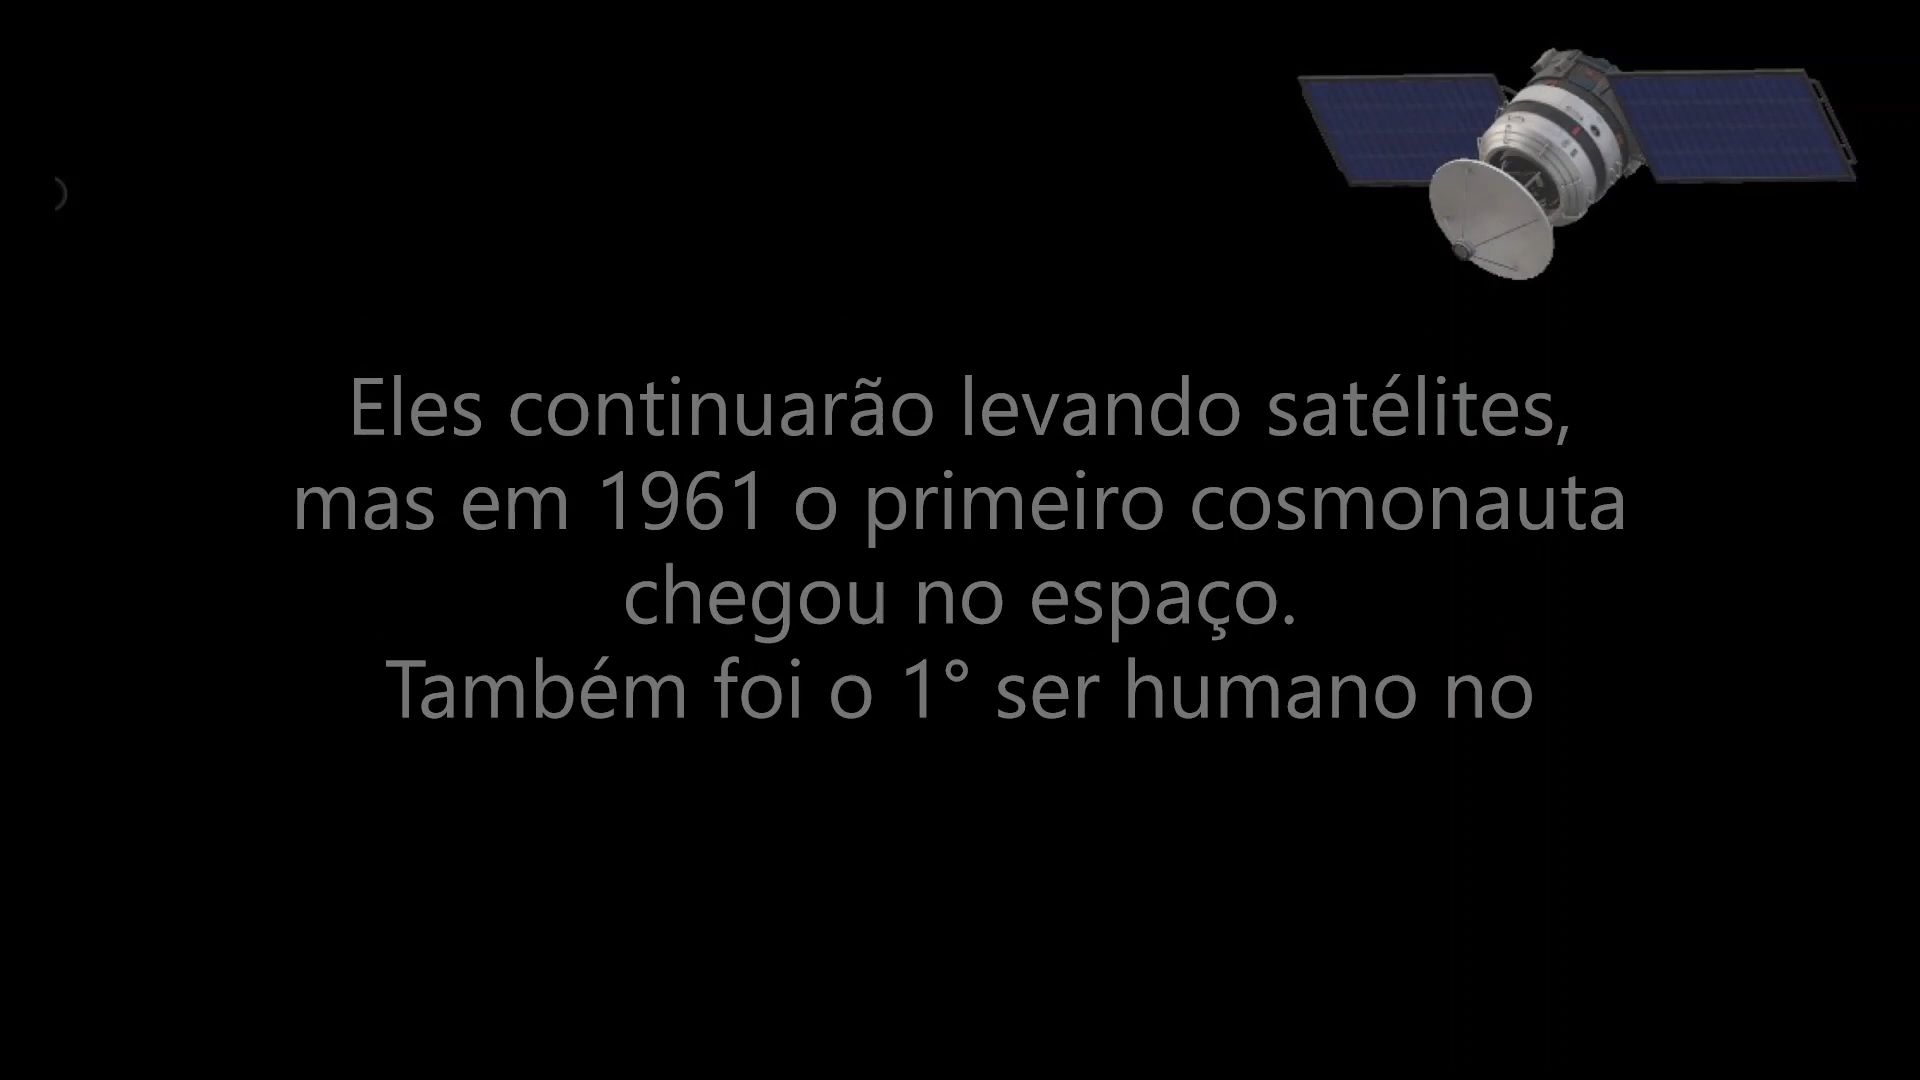 Eles continuarão levando satélites,
mas em 1961 o primeiro cosmonauta
chegou no espaço.
Também foi o 1° ser humano no